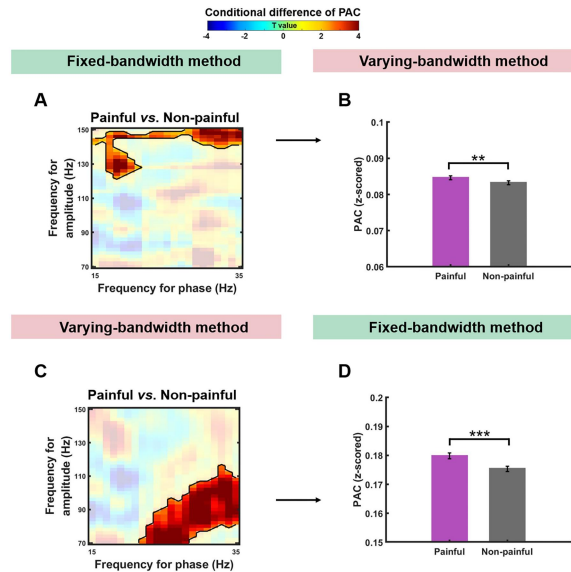 Conditional difference of PAC
-4 -2 0 2 4
T value
Fixed-bandwidth method
Varying-bandwidth method
A
Painful vs. Non-painful
150
130
110
90
70
15
35
Frequency for
amplitude (Hz)
Frequency for phase (Hz)
B
0.1
0.09
0.08
0.07
0.06
PAC (z-scored)
**
Painful
Non-painful
Varying-bandwidth method
Fixed-bandwidth method
C
Painful vs. Non-painful
150
130
110
90
70
15
35
Frequency for
amplitude (Hz)
Frequency for phase (Hz)
D
0.2
0.19
0.18
0.17
0.16
0.15
PAC (z-scored)
***
Painful
Non-painful